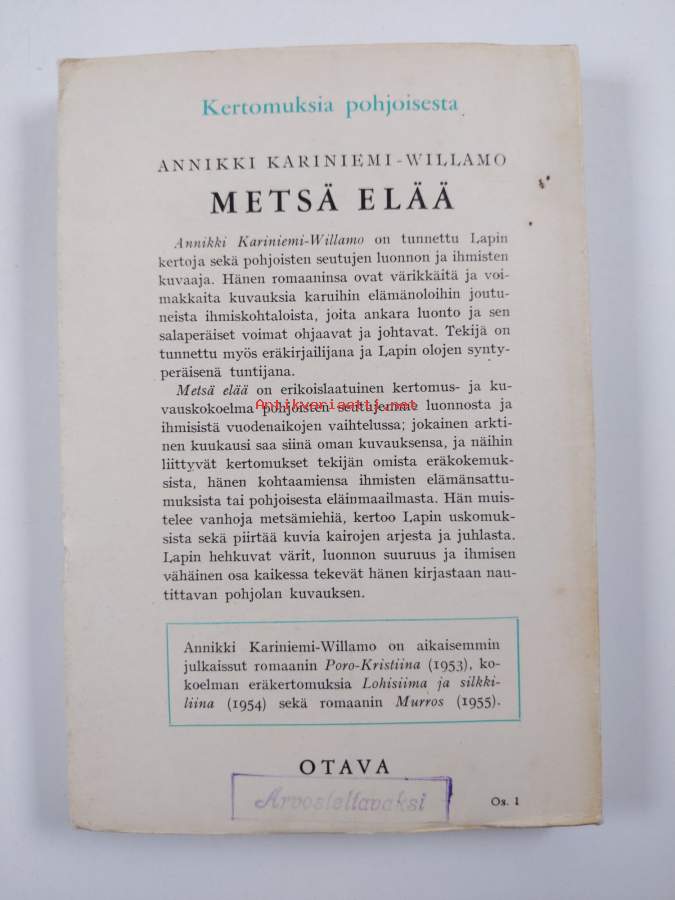 Kertomuksia pohjoisesta
ANNIKKI KARINIEMI-WILLAMO
METSÄ ELÄÄ
Annikki Kariniemi-Willamo on tunnettu Lapin
kertoja sekä pohjoisten seutujen luonnon ja ihmisten
kuvaaja. Hänen romaaninsa ovat värikkäitä ja voi-
makkaita kuvauksia karuihin elämänoloihin joutu-
neista ihmiskohtaloista, joita ankara luonto ja sen
salaperäiset voimat ohjaavat ja johtavat. Tekijä on
tunnettu myös eräkirjailijana ja Lapin olojen synty-
peräisenä tuntijana.
Metsä elää on erikoislaatuinen kertomus- ja ku-
vauskokoelma pohjoisten seutujemme luonnosta ja
Antikvariaatti.net
ihmisistä vuodenaikojen vaihtelussa; jokainen arkti-
nen kuukausi saa siinä oman kuvauksensa, ja näihin
liittyvät kertomukset tekijän omista eräkokemuk-
sista, hänen kohtaamiensa ihmisten elämänsattu-
muksista tai pohjoisesta eläinmaailmasta. Hän muis-
telee vanhoja metsämiehiä, kertoo Lapin uskomuk-
sista sekä piirtää kuvia kairojen arjesta ja juhlasta.
Lapin hehkuvat värit, luonnon suuruus ja ihmisen
vähäinen osa kaikessa tekevät hänen kirjastaan nau-
tittavan pohjolan kuvauksen.
Annikki Kariniemi-Willamo on aikaisemmin
julkaissut romaanin Poro-Kristiina (1953), ko-
koelman eräkertomuksia Lohisiima ja silkki-
liina (1954) sekä romaanin Murros (1955).
OTAVA
Arvosteltavaksi
Os. 1